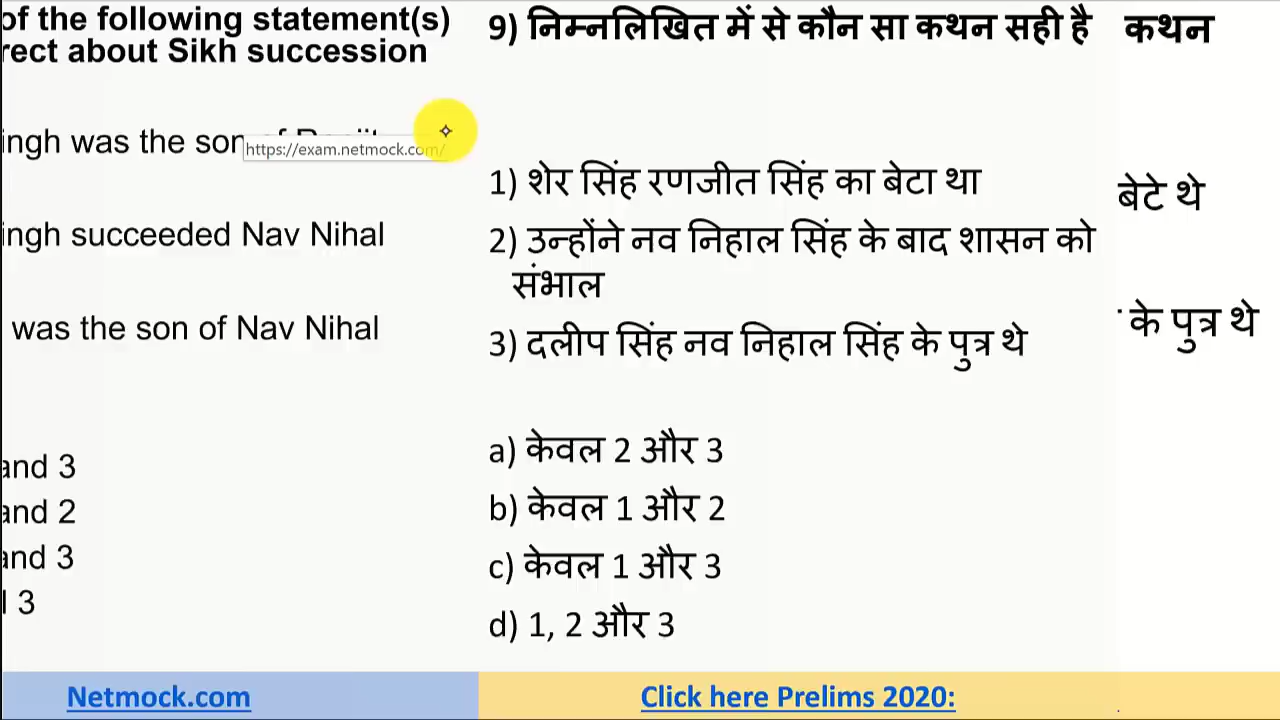 of the following statement(s)
rect about Sikh succession
ingh was the son of
https://exam.netmock.com/
ingh succeeded Nav Nihal
was the son of Nav Nihal
and 3
and 2
and 3
3
9) निम्नलिखित में से कौन सा कथन सही है
1) शेर सिंह रणजीत सिंह का बेटा था
2) उन्होंने नव निहाल सिंह के बाद शासन को
संभाल
3) दलीप सिंह नव निहाल सिंह के पुत्र थे
a) केवल 2 और 3
b) केवल 1 और 2
c) केवल 1 और 3
d) 1, 2 और 3
कथन
बेटे थे
के पुत्र थे
Netmock.com
Click here Prelims 2020: